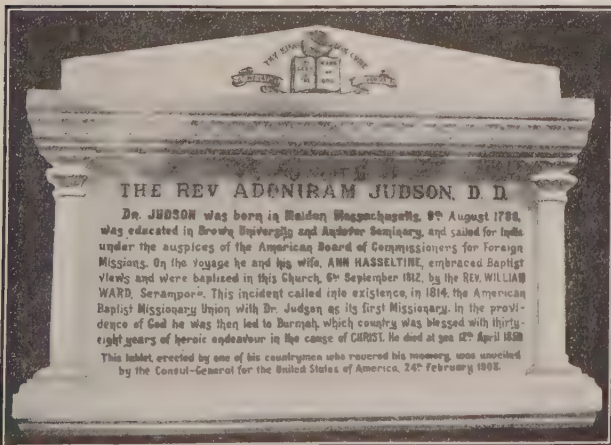 THY KINGDOM COME
THE REV ADONIRAM JUDSON, D. D.
DR. JUDSON was born in Malden Massachusetts, 9TH August 1788,
was educated in Brown University and Andover Seminary, and sailed for India
under the auspices of the American Board of Commissioners for Foreign
Missions. On the voyage he and his wife, ANN HASSELTINE, embraced Baptist
views and were baptized in this Church, 6TH September 1812, by the REV. WILLIAM
WARD, Serampore. This incident called into existence, in 1814, the American
Baptist Missionary Union with Dr. Judson as its first Missionary. In the provi-
dence of God he was then led to Burmah, which country was blessed with thirty-
eight years of heroic endeavour in the cause of CHRIST. He died at sea 12TH April 1850
This tablet, erected by one of his countrymen who revered his memory, was unveiled
by the Consul-General for the United States of America, 24TH February 1908.